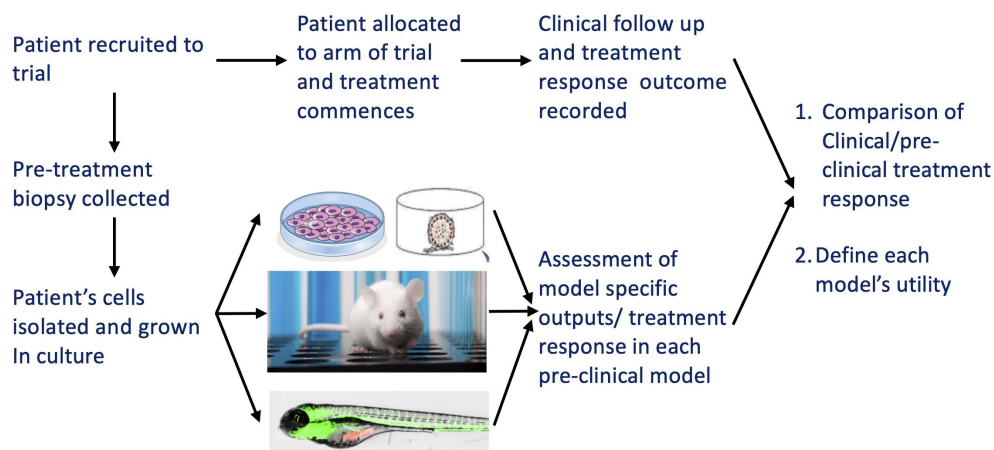 Patient recruited to
trial
Patient allocated
to arm of trial
and treatment
commences
Clinical follow up
and treatment
response  outcome
recorded
Pre-treatment
biopsy collected
Patient's cells
isolated and grown
In culture
Assessment of
model specific
outputs/ treatment
response in each
pre-clinical model
1. Comparison of
Clinical/pre-
clinical treatment
response
2. Define each
model's utility